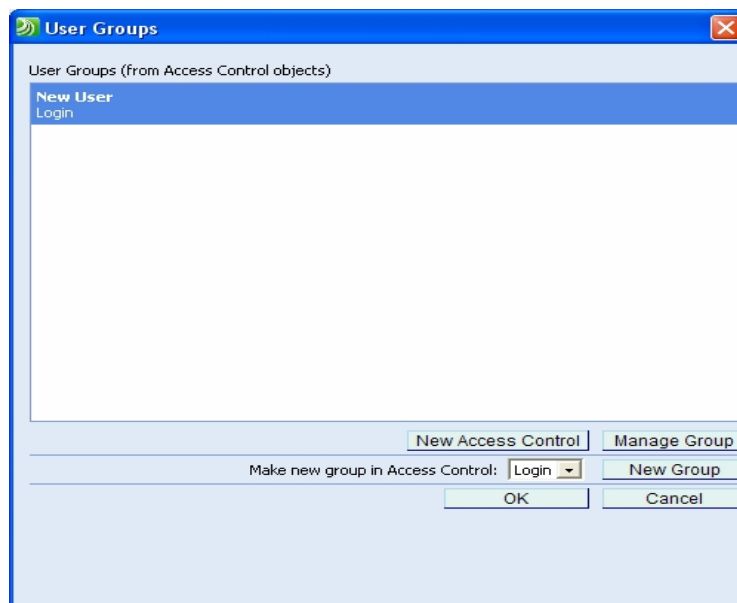 User Groups
User Groups (from Access Control objects)
New User
Login
New Access Control
Manage Group
Make new group in Access Control: Login
New Group
OK
Cancel